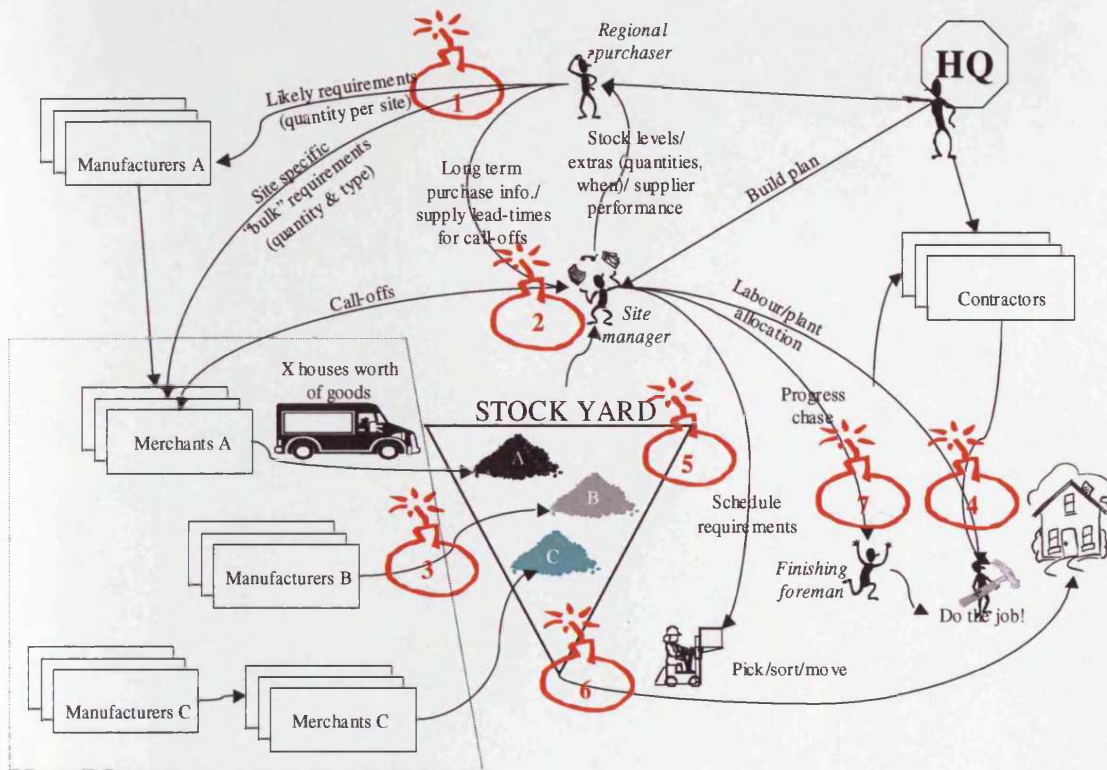 Regional
purchaser
HQ
1
Likely requirements
(quantity per site)
Manufacturers A
Site specific
"bulk" requirements
(quantity & type)
Long term
purchase info./
supply lead-times
for call-offs
Stock levels/
extras (quantities,
when)/ supplier
performance
Build plan
Contractors
Call-offs
2
Site
manager
Labour/plant
allocation
X houses worth
of goods
Merchants A
STOCK YARD
Progress
chase
A
5
B
Schedule
requirements
7
4
Manufacturers B
3
C
Finishing
foreman
Do the job!
6
Pick/sort/move
Manufacturers C
Merchants C